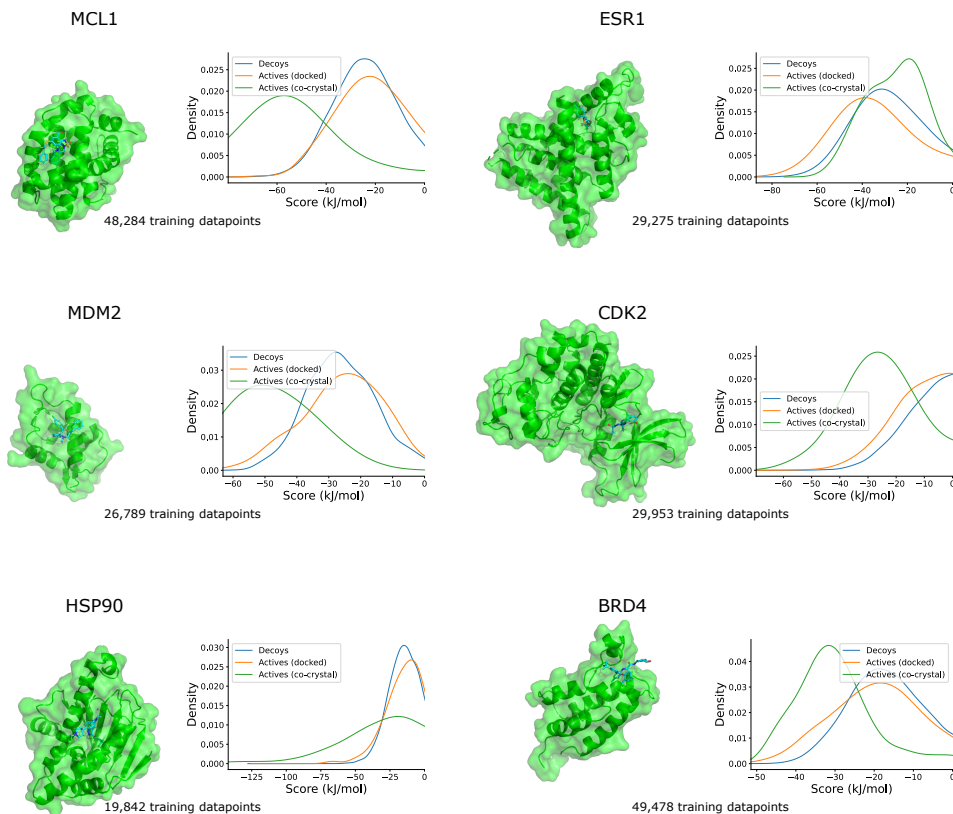 MCL1
Decoys
Actives (docked)
Actives (co-crystal)
Density
0.025
0.020
0.015
0.010
0.005
0.000
−60
−40
−20
0
Score (kJ/mol)
48,284 training datapoints
ESR1
Decoys
Actives (docked)
Actives (co-crystal)
Density
0.025
0.020
0.015
0.010
0.005
0.000
−80
−60
−40
−20
0
Score (kJ/mol)
29,275 training datapoints
MDM2
Decoys
Actives (docked)
Actives (co-crystal)
Density
0.03
0.02
0.01
0.00
−60
−50
−40
−30
−20
−10
0
Score (kJ/mol)
26,789 training datapoints
CDK2
Decoys
Actives (docked)
Actives (co-crystal)
Density
0.025
0.020
0.015
0.010
0.005
0.000
−60
−50
−40
−30
−20
−10
0
Score (kJ/mol)
29,953 training datapoints
HSP90
Decoys
Actives (docked)
Actives (co-crystal)
Density
0.030
0.025
0.020
0.015
0.010
0.005
0.000
−125
−100
−75
−50
−25
0
Score (kJ/mol)
19,842 training datapoints
BRD4
Decoys
Actives (docked)
Actives (co-crystal)
Density
0.04
0.03
0.02
0.01
0.00
−50
−40
−30
−20
−10
0
Score (kJ/mol)
49,478 training datapoints